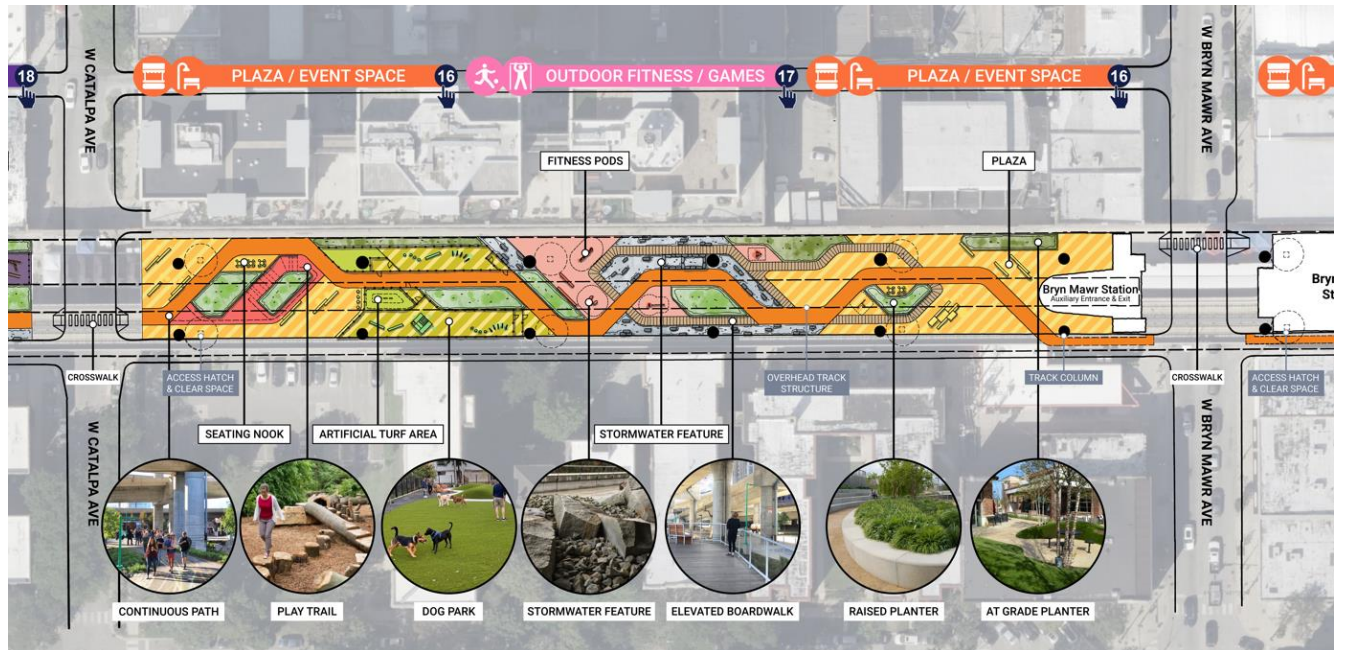 18
W CATALPA AVE
PLAZA / EVENT SPACE
16
OUTDOOR FITNESS / GAMES
17
PLAZA / EVENT SPACE
16
W BRYN MAWR AVE
FITNESS PODS
PLAZA
Bryn Mawr Station
Auxiliary Entrance & Exit
Bryn
St
CROSSWALK
ACCESS HATCH
& CLEAR SPACE
OVERHEAD TRACK
STRUCTURE
TRACK COLUMN
CROSSWALK
ACCESS HATCH
& CLEAR SPACE
SEATING NOOK
ARTIFICIAL TURF AREA
STORMWATER FEATURE
W CATALPA AVE
W BRYN MAWR AVE
CONTINUOUS PATH
PLAY TRAIL
DOG PARK
STORMWATER FEATURE
ELEVATED BOARDWALK
RAISED PLANTER
AT GRADE PLANTER